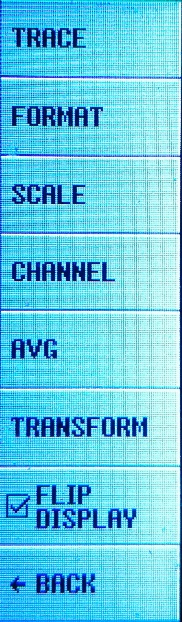 TRACE
FORMAT
SCALE
CHANNEL
AVG
TRANSFORM
FLIP
DISPLAY
← BACK